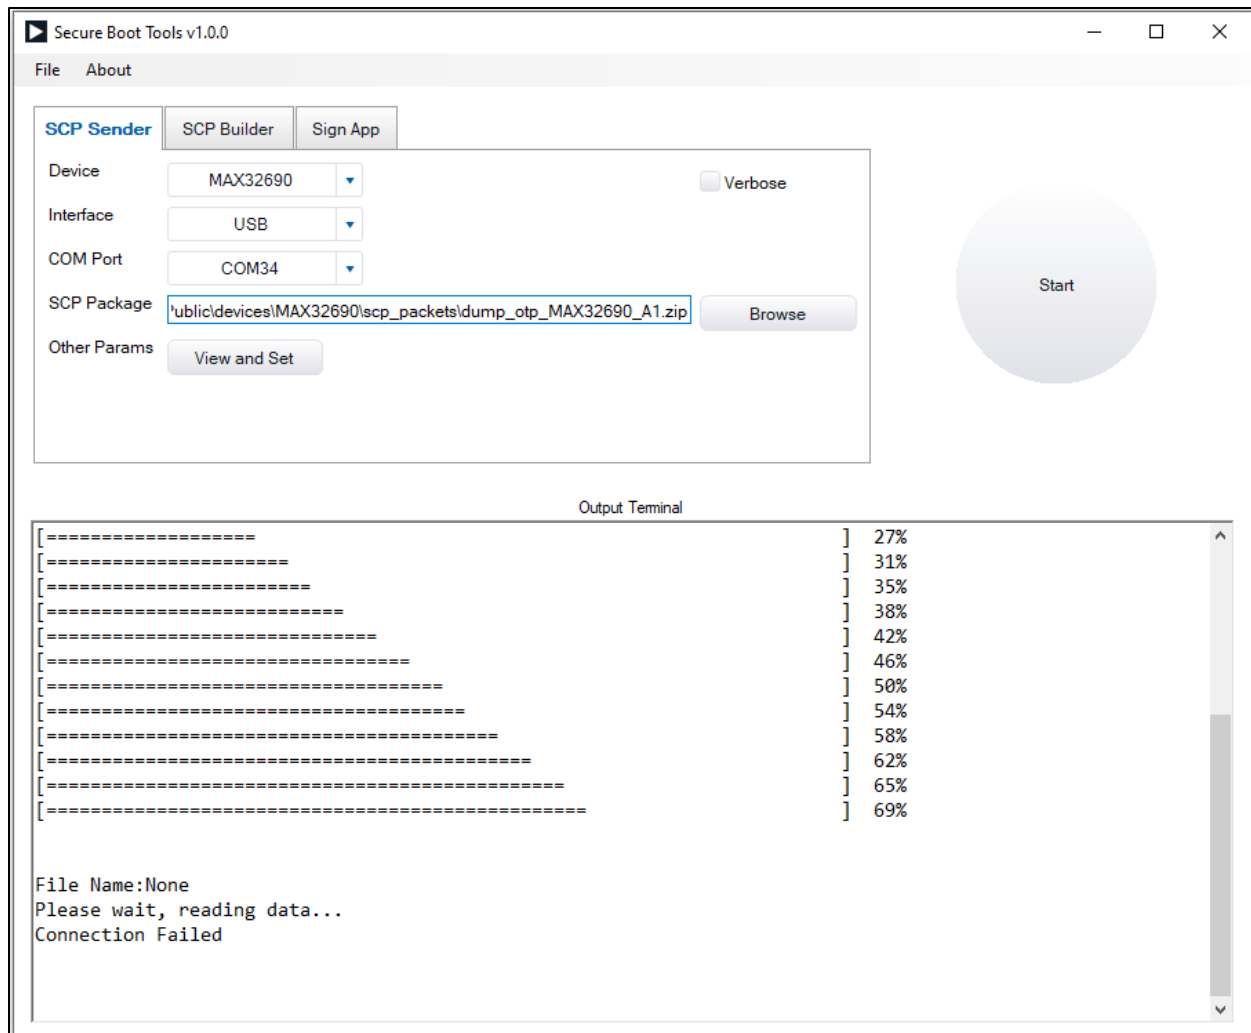 Secure Boot Tools v1.0.0
File About
SCP Sender SCP Builder Sign App
Device MAX32690 Verbose
Interface USB
COM Port COM34
Start
SCP Package 'ublic\devices\MAX32690\scp_packets\dump_otp_MAX32690_A1.zip Browse
Other Params View and Set
Output Terminal
[=================== ] 27%
[====================== ] 31%
[======================== ] 35%
[=========================== ] 38%
[============================== ] 42%
[================================= ] 46%
[==================================== ] 50%
[====================================== ] 54%
[========================================= ] 58%
[============================================ ] 62%
[=============================================== ] 65%
[================================================= ] 69%
File Name:None
Please wait, reading data...
Connection Failed